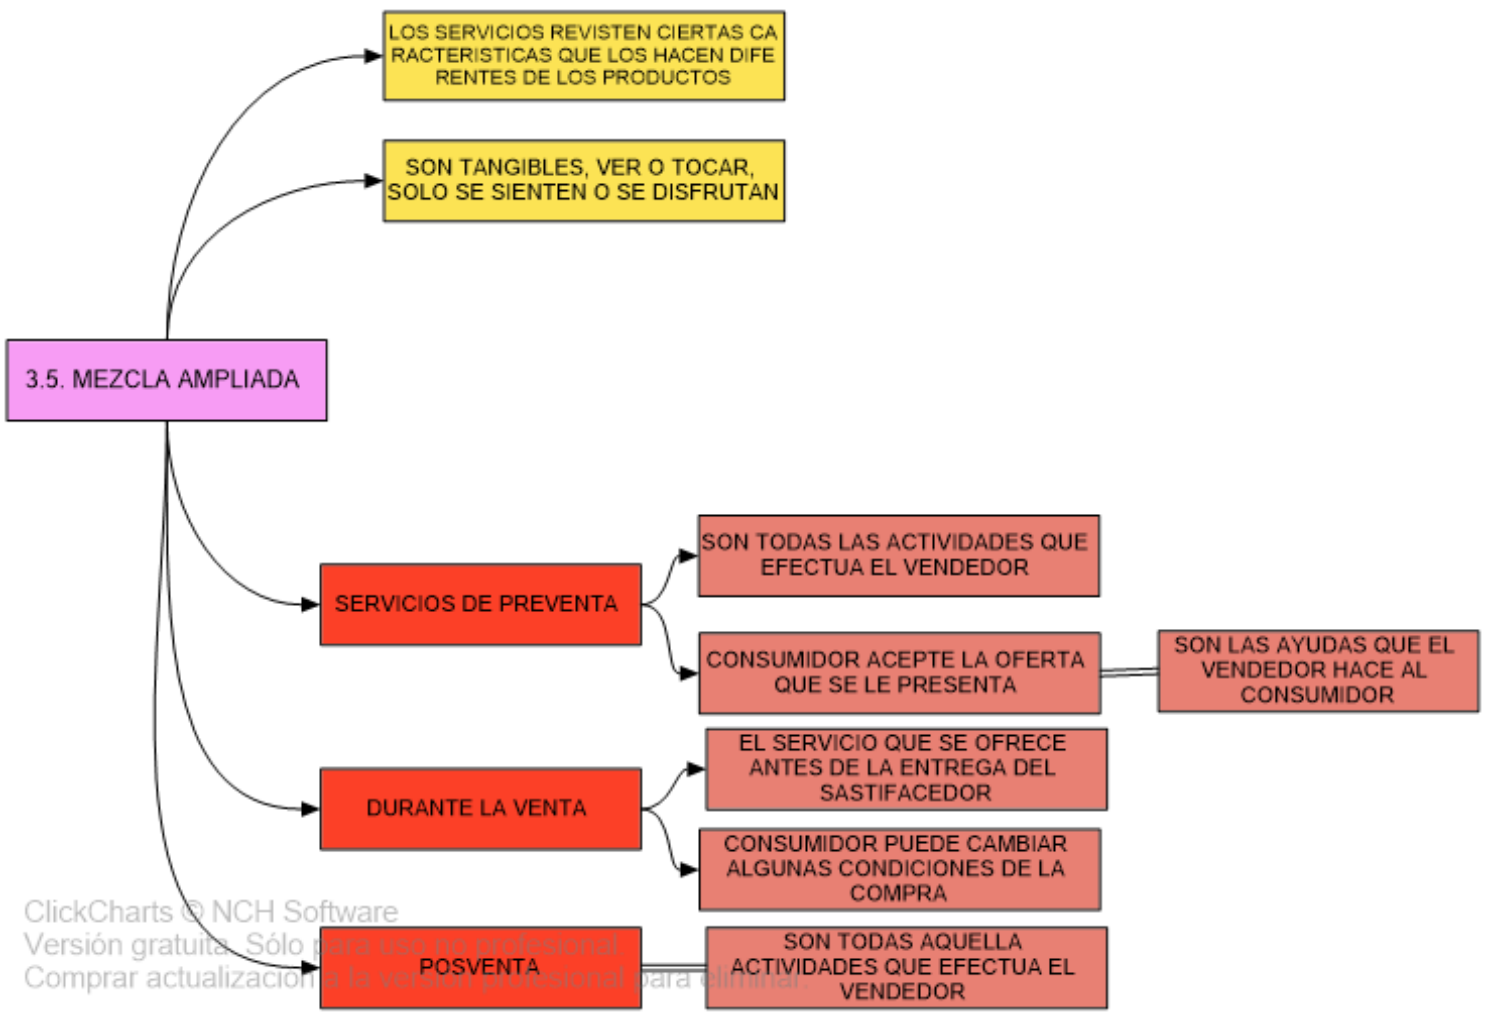 LOS SERVICIOS REVISTEN CIERTAS CA
RACTERISTICAS QUE LOS HACEN DIFE
RENTES DE LOS PRODUCTOS
SON TANGIBLES, VER O TOCAR,
SOLO SE SIENTEN O SE DISFRUTAN
3.5. MEZCLA AMPLIADA
SERVICIOS DE PREVENTA
SON TODAS LAS ACTIVIDADES QUE
EFECTUA EL VENDEDOR
CONSUMIDOR ACEPTE LA OFERTA
QUE SE LE PRESENTA
SON LAS AYUDAS QUE EL
VENDEDOR HACE AL
CONSUMIDOR
DURANTE LA VENTA
EL SERVICIO QUE SE OFRECE
ANTES DE LA ENTREGA DEL
SASTIFACEDOR
CONSUMIDOR PUEDE CAMBIAR
ALGUNAS CONDICIONES DE LA
COMPRA
POSVENTA
SON TODAS AQUELLA
ACTIVIDADES QUE EFECTUA EL
VENDEDOR
ClickCharts © NCH Software
Versión gratuita. Sólo para uso no profesional
Comprar actualización a la versión profesional para eliminar.